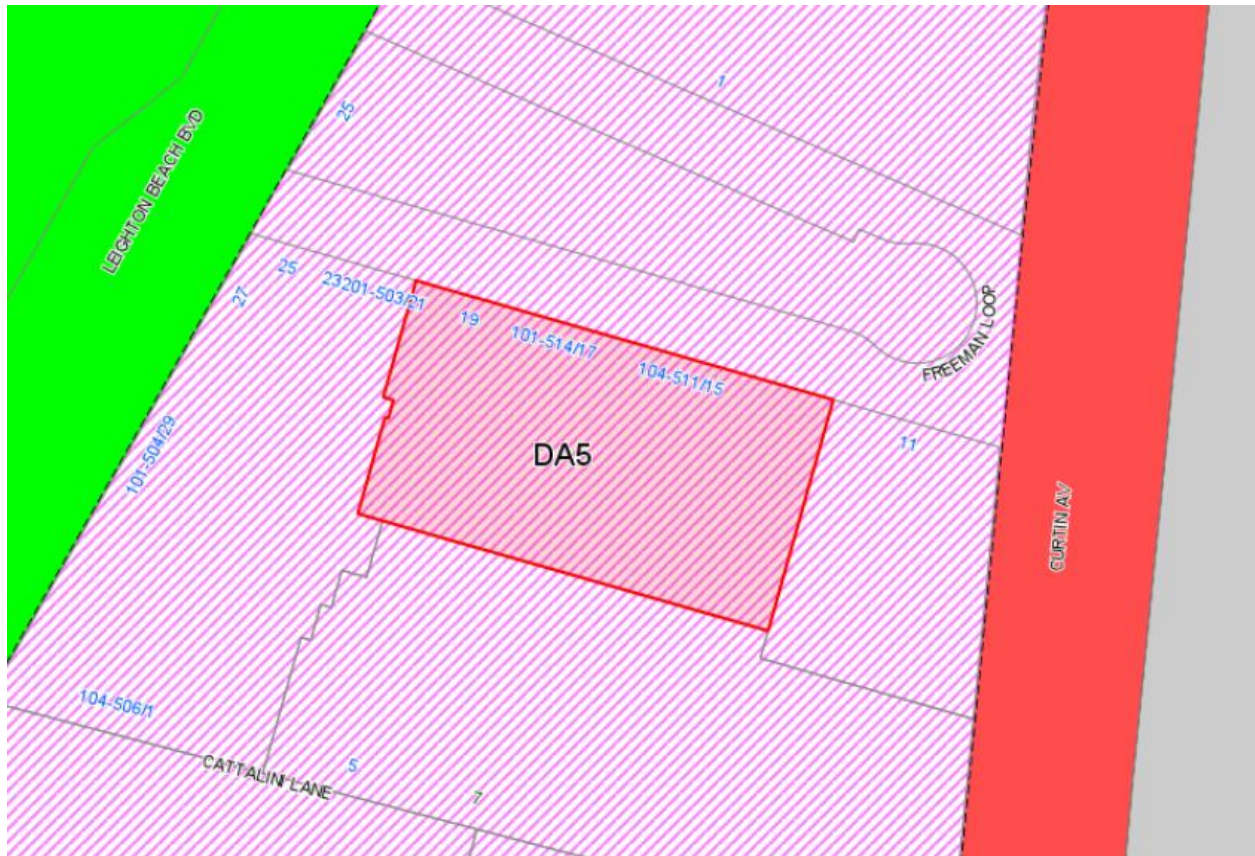 1
25
LEIGHTON BEACH BVD
25
23201-503/21
27
19
101-514/17
104-511/15
FREEMAN LOOP
11
DA5
101-504/29
CURTIN AV
104-506/1
CATTALINI LANE
5
7